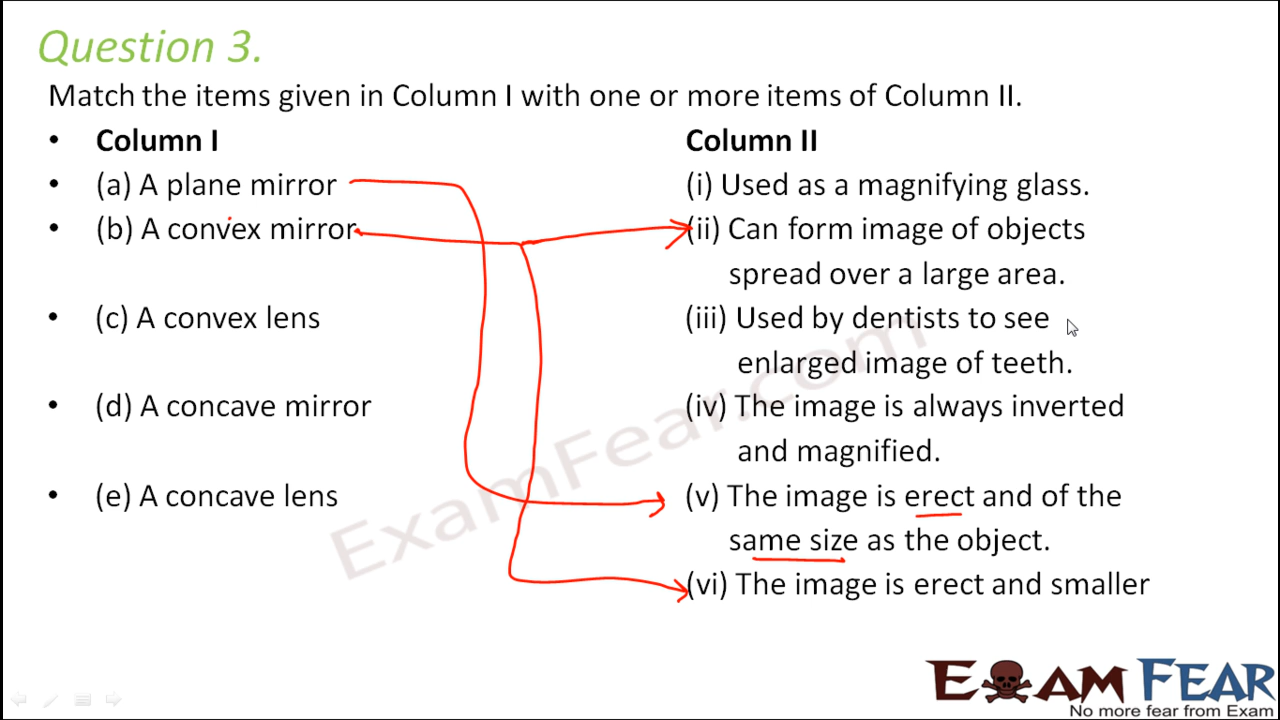 Question 3.
Match the items given in Column I with one or more items of Column II.
• Column I Column II
• (a) A plane mirror (i) Used as a magnifying glass.
• (b) A convex mirror (ii) Can form image of objects
spread over a large area.
• (c) A convex lens (iii) Used by dentists to see
enlarged image of teeth.
• (d) A concave mirror (iv) The image is always inverted
and magnified.
• (e) A concave lens (v) The image is erect and of the
same size as the object.
(vi) The image is erect and smaller
ExamFear.com
EXAM FEAR
No more fear from Exam